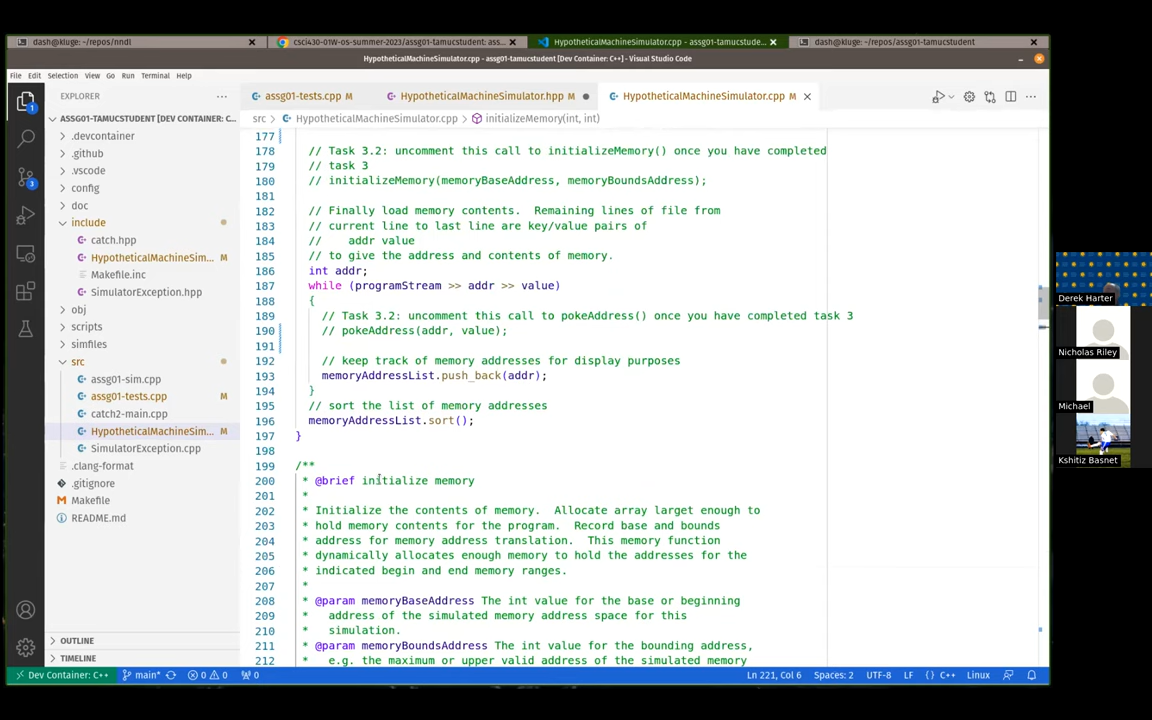 dash@kluge: ~/repos/nndl
csci430-01W-os-summer-2023/assg01-tamucstudent: ass...
HypotheticalMachineSimulator.cpp - assg01-tamucstude...
dash@kluge: ~/repos/assg01-tamucstudent
HypotheticalMachineSimulator.cpp - assg01-tamucstudent [Dev Container: C++] - Visual Studio Code
File Edit Selection View Go Run Terminal Help
EXPLORER
assg01-tests.cpp M
HypotheticalMachineSimulator.hpp M
HypotheticalMachineSimulator.cpp M
src > HypotheticalMachineSimulator.cpp > initializeMemory(int, int)
ASSG01-TAMUCSTUDENT [DEV CONTAINER: C...
.devcontainer
.github
.vscode
config
doc
include
catch.hpp
HypotheticalMachineSim... M
Makefile.inc
SimulatorException.hpp
obj
scripts
simfiles
src
assg01-sim.cpp
assg01-tests.cpp M
catch2-main.cpp
HypotheticalMachineSim... M
SimulatorException.cpp
.clang-format
.gitignore
Makefile
README.md
OUTLINE
TIMELINE
1
3
177
178 // Task 3.2: uncomment this call to initializeMemory() once you have completed
179 // task 3
180 // initializeMemory(memoryBaseAddress, memoryBoundsAddress);
181
182 // Finally load memory contents. Remaining lines of file from
183 // current line to last line are key/value pairs of
184 // addr value
185 // to give the address and contents of memory.
186 int addr;
187 while (programStream >> addr >> value)
188 {
189 // Task 3.2: uncomment this call to pokeAddress() once you have completed task 3
190 // pokeAddress(addr, value);
191
192 // keep track of memory addresses for display purposes
193 memoryAddressList.push_back(addr);
194 }
195 // sort the list of memory addresses
196 memoryAddressList.sort();
197 }
198
199 /**
200 * @brief initialize memory
201 *
202 * Initialize the contents of memory. Allocate array larget enough to
203 * hold memory contents for the program. Record base and bounds
204 * address for memory address translation. This memory function
205 * dynamically allocates enough memory to hold the addresses for the
206 * indicated begin and end memory ranges.
207 *
208 * @param memoryBaseAddress The int value for the base or beginning
209 * address of the simulated memory address space for this
210 * simulation.
211 * @param memoryBoundsAddress The int value for the bounding address,
212 * e.g. the maximum or upper valid address of the simulated memory
Derek Harter
Nicholas Riley
Michael
Kshitiz Basnet
Dev Container: C++ main* 0 0 0
Ln 221, Col 6 Spaces: 2 UTF-8 LF {} C++ Linux